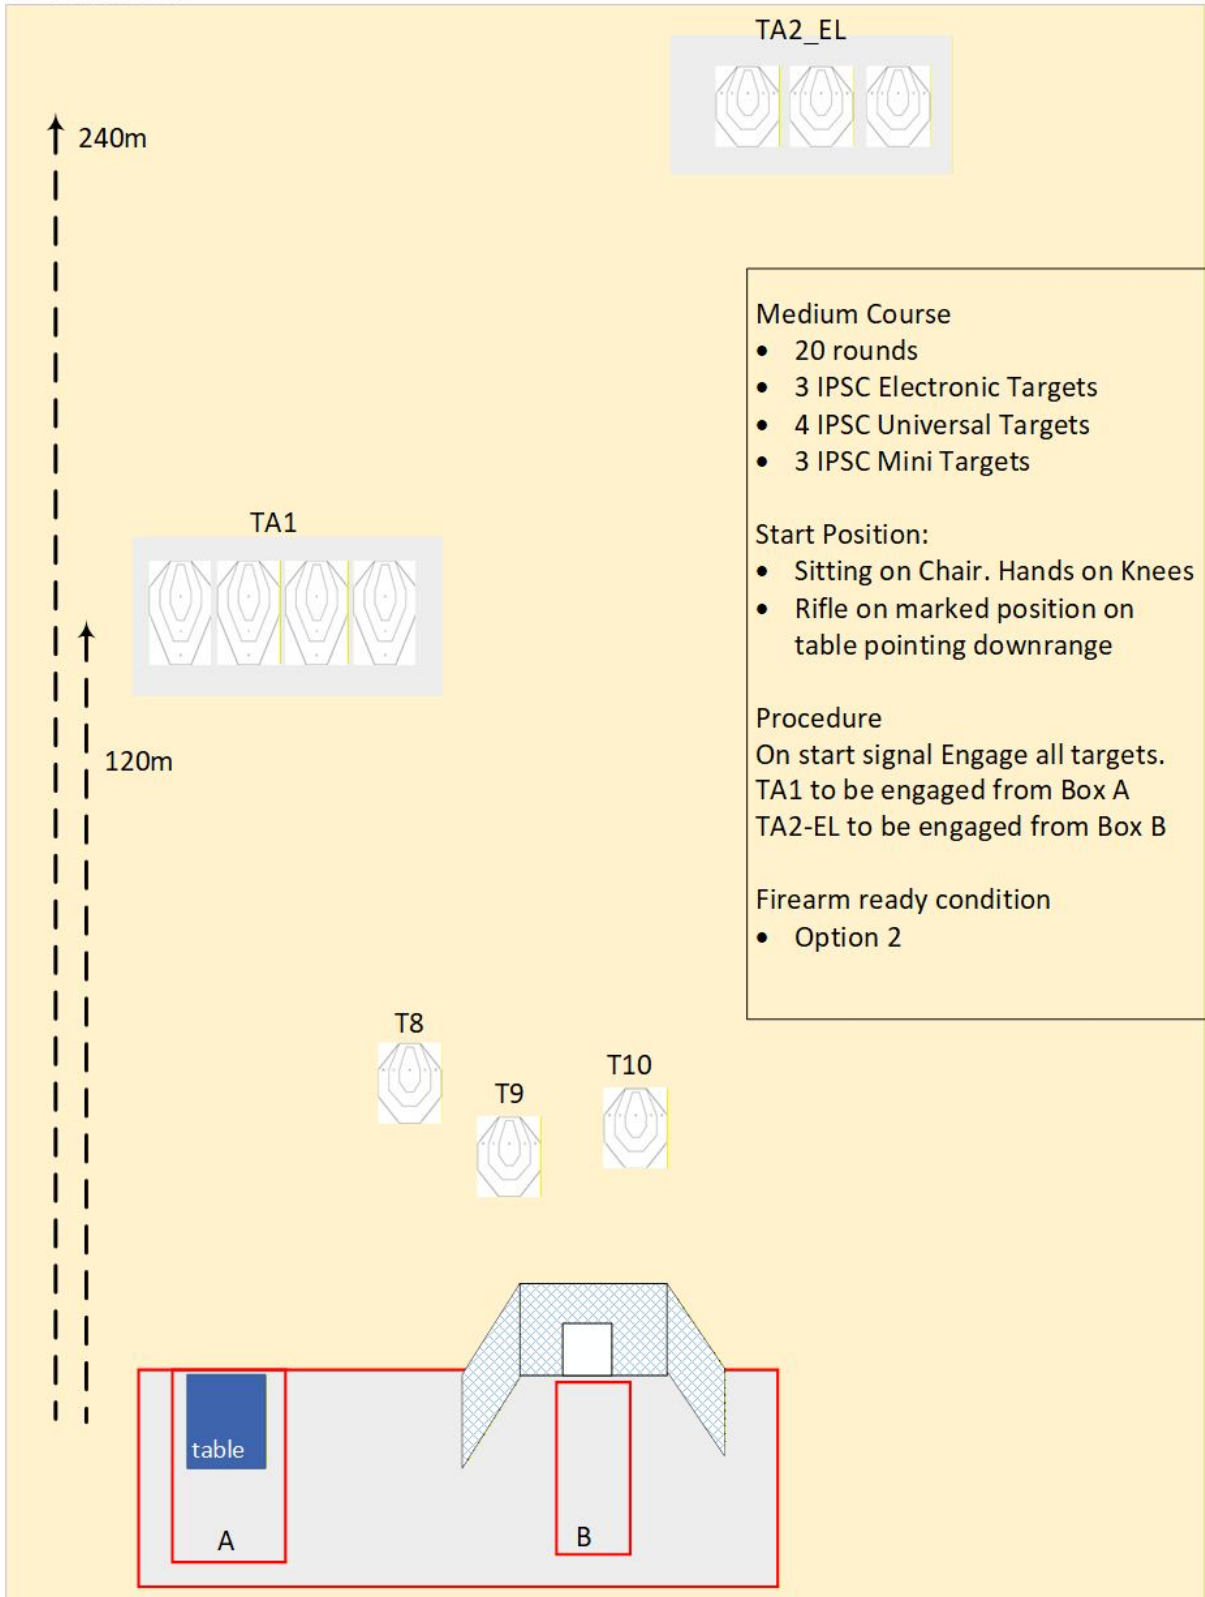 TA2_EL
240m
Medium Course
• 20 rounds
• 3 IPSC Electronic Targets
• 4 IPSC Universal Targets
• 3 IPSC Mini Targets
TA1
Start Position:
• Sitting on Chair. Hands on Knees
• Rifle on marked position on
table pointing downrange
Procedure
On start signal Engage all targets.
TA1 to be engaged from Box A
TA2-EL to be engaged from Box B
120m
Firearm ready condition
• Option 2
T8
T9
T10
table
A
B